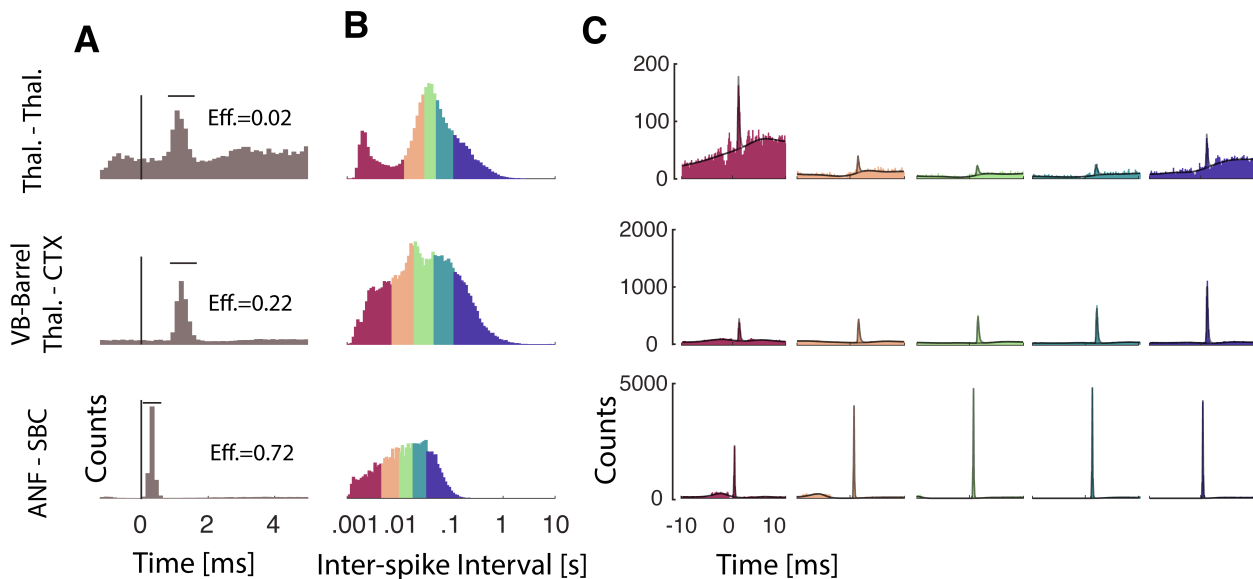 A
B
C
Thal. - Thal.
Eff.=0.02
200
100
0
VB-Barrel
Thal. - CTX
Eff.=0.22
2000
1000
0
ANF - SBC
Counts
Eff.=0.72
Counts
5000
0
0 2 4
.001 .01 .1 1 10
-10 0 10
Time [ms]
Inter-spike Interval [s]
Time [ms]